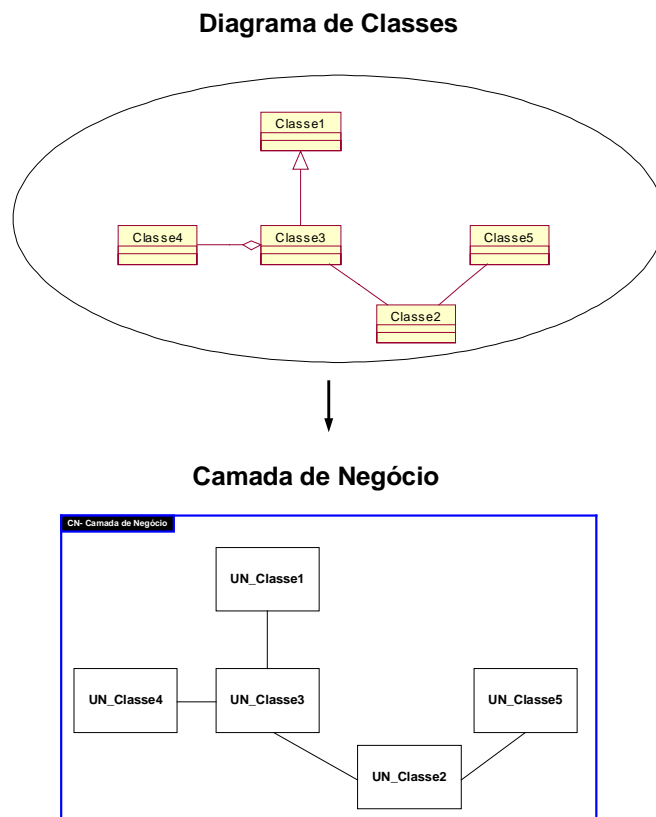 Diagrama de Classes
Classe1
Classe4
Classe3
Classe5
Classe2
Camada de Negócio
CN- Camada de Negócio
UN_Classe1
UN_Classe4
UN_Classe3
UN_Classe5
UN_Classe2